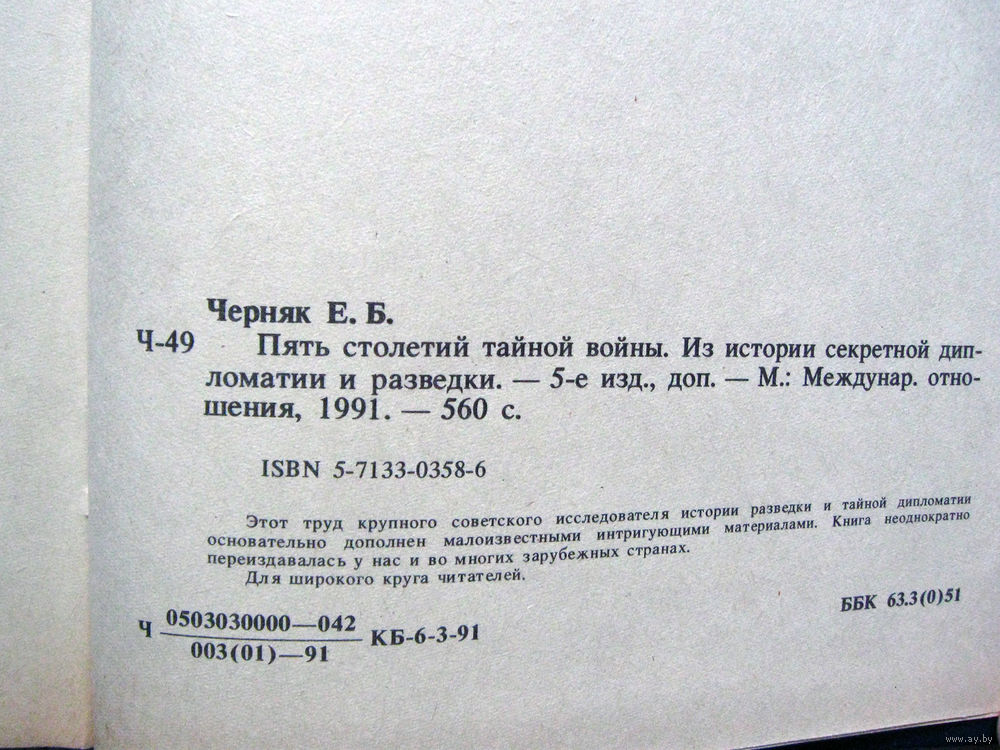 Черняк Е. Б.
Ч-49 Пять столетий тайной войны. Из истории секретной дип-
ломатии и разведки. — 5-е изд., доп. — М.: Междунар. отно-
шения, 1991. — 560 с.
ISBN 5-7133-0358-6
Этот труд крупного советского исследователя истории разведки и тайной дипломатии
основательно дополнен малоизвестными интригующими материалами. Книга неоднократно
переиздавалась у нас и во многих зарубежных странах.
Для широкого круга читателей.
Ч 0503030000—042
003(01)—91
КБ-6-3-91
ББК 63.3(0)51
www.ay.by